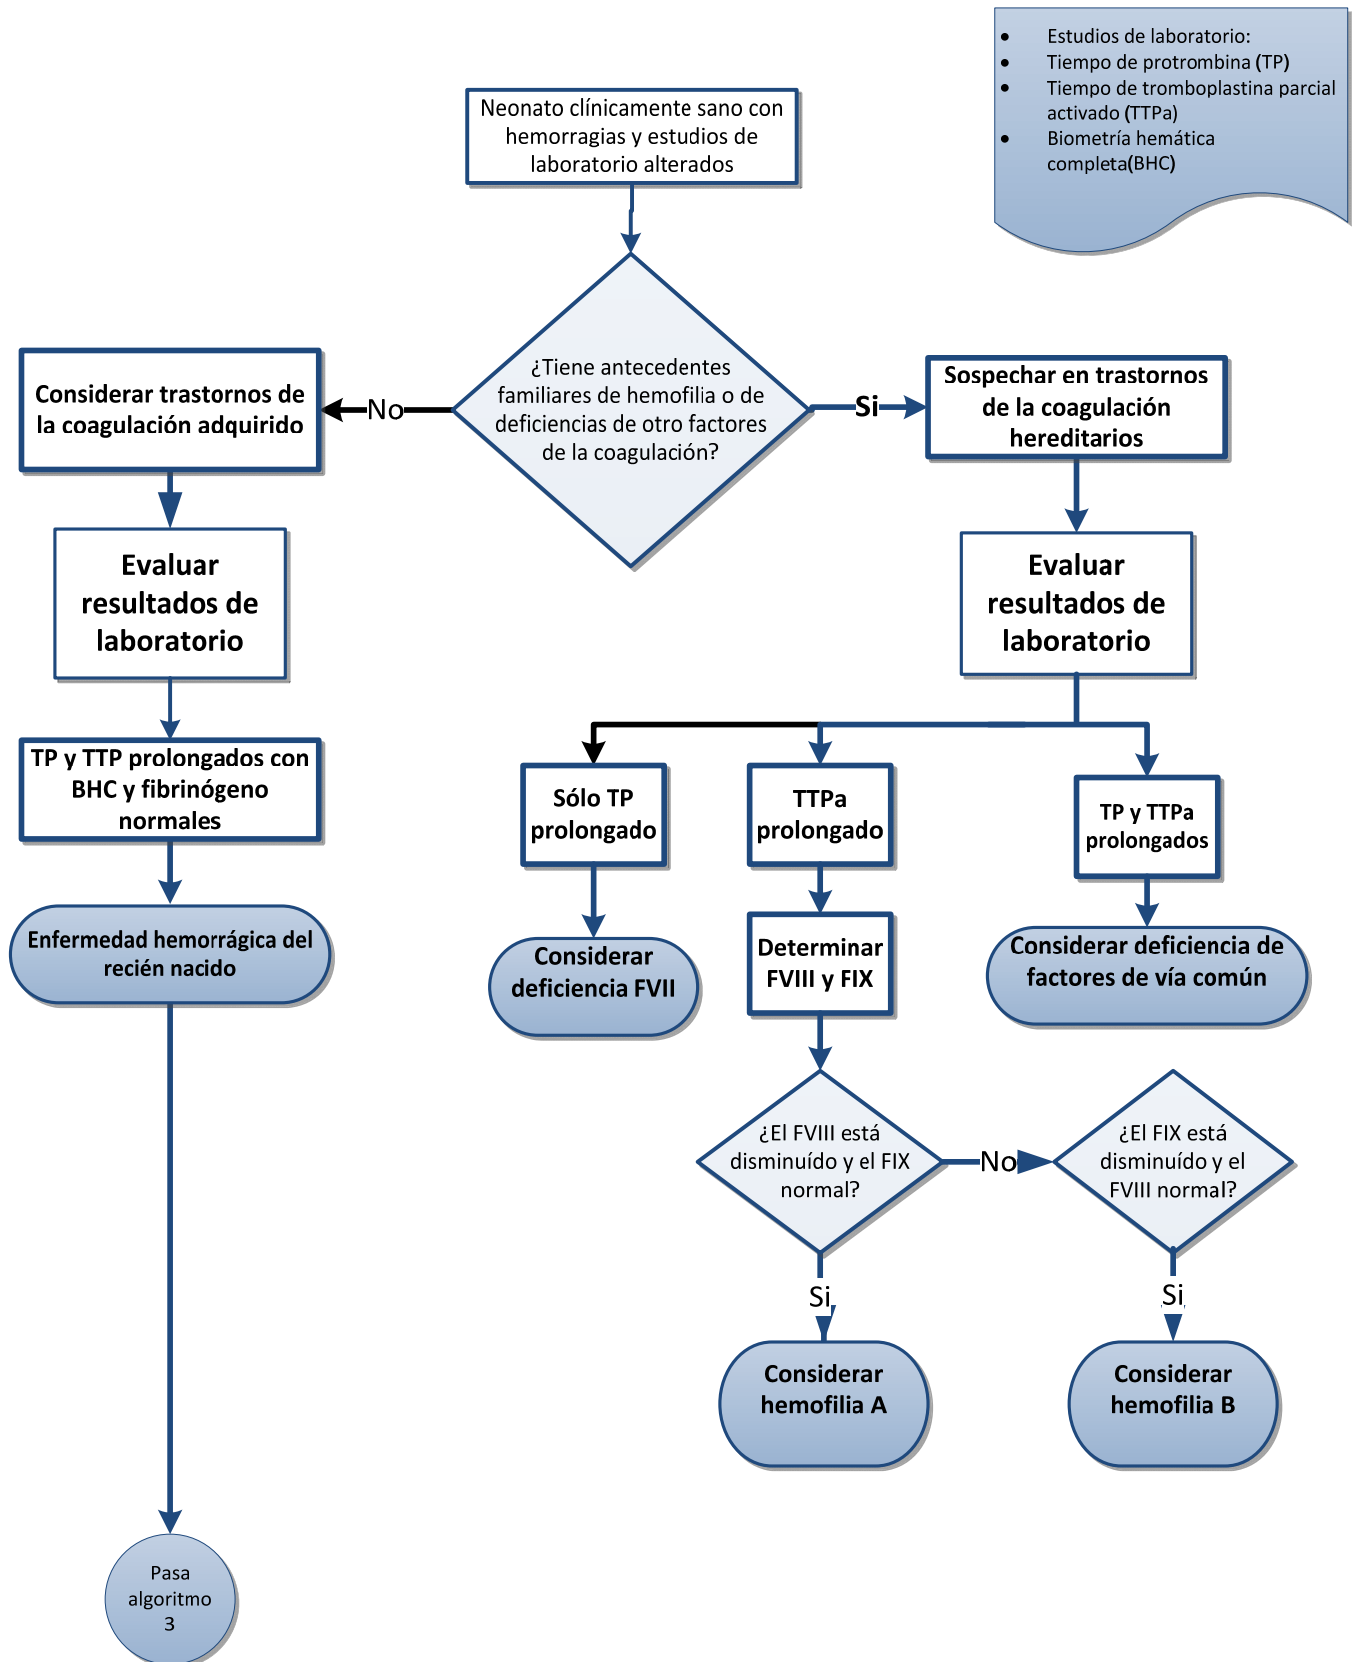 • Estudios de laboratorio:
• Tiempo de protrombina (TP)
• Tiempo de tromboplastina parcial
activado (TTPa)
• Biometría hemática
completa(BHC)
Neonato clínicamente sano con
hemorragias y estudios de
laboratorio alterados
¿Tiene antecedentes
familiares de hemofilia o de
deficiencias de otro factores
de la coagulación?
No
Si
Considerar trastornos de
la coagulación adquirido
Sospechar en trastornos
de la coagulación
hereditarios
Evaluar
resultados de
laboratorio
Evaluar
resultados de
laboratorio
TP y TTP prolongados con
BHC y fibrinógeno
normales
Sólo TP
prolongado
TTPa
prolongado
TP y TTPa
prolongados
Enfermedad hemorrágica del
recién nacido
Considerar
deficiencia FVII
Determinar
FVIII y FIX
Considerar deficiencia de
factores de vía común
¿El FVIII está
disminuído y el FIX
normal?
No
¿El FIX está
disminuído y el
FVIII normal?
Si
Si
Considerar
hemofilia A
Considerar
hemofilia B
Pasa
algoritmo
3